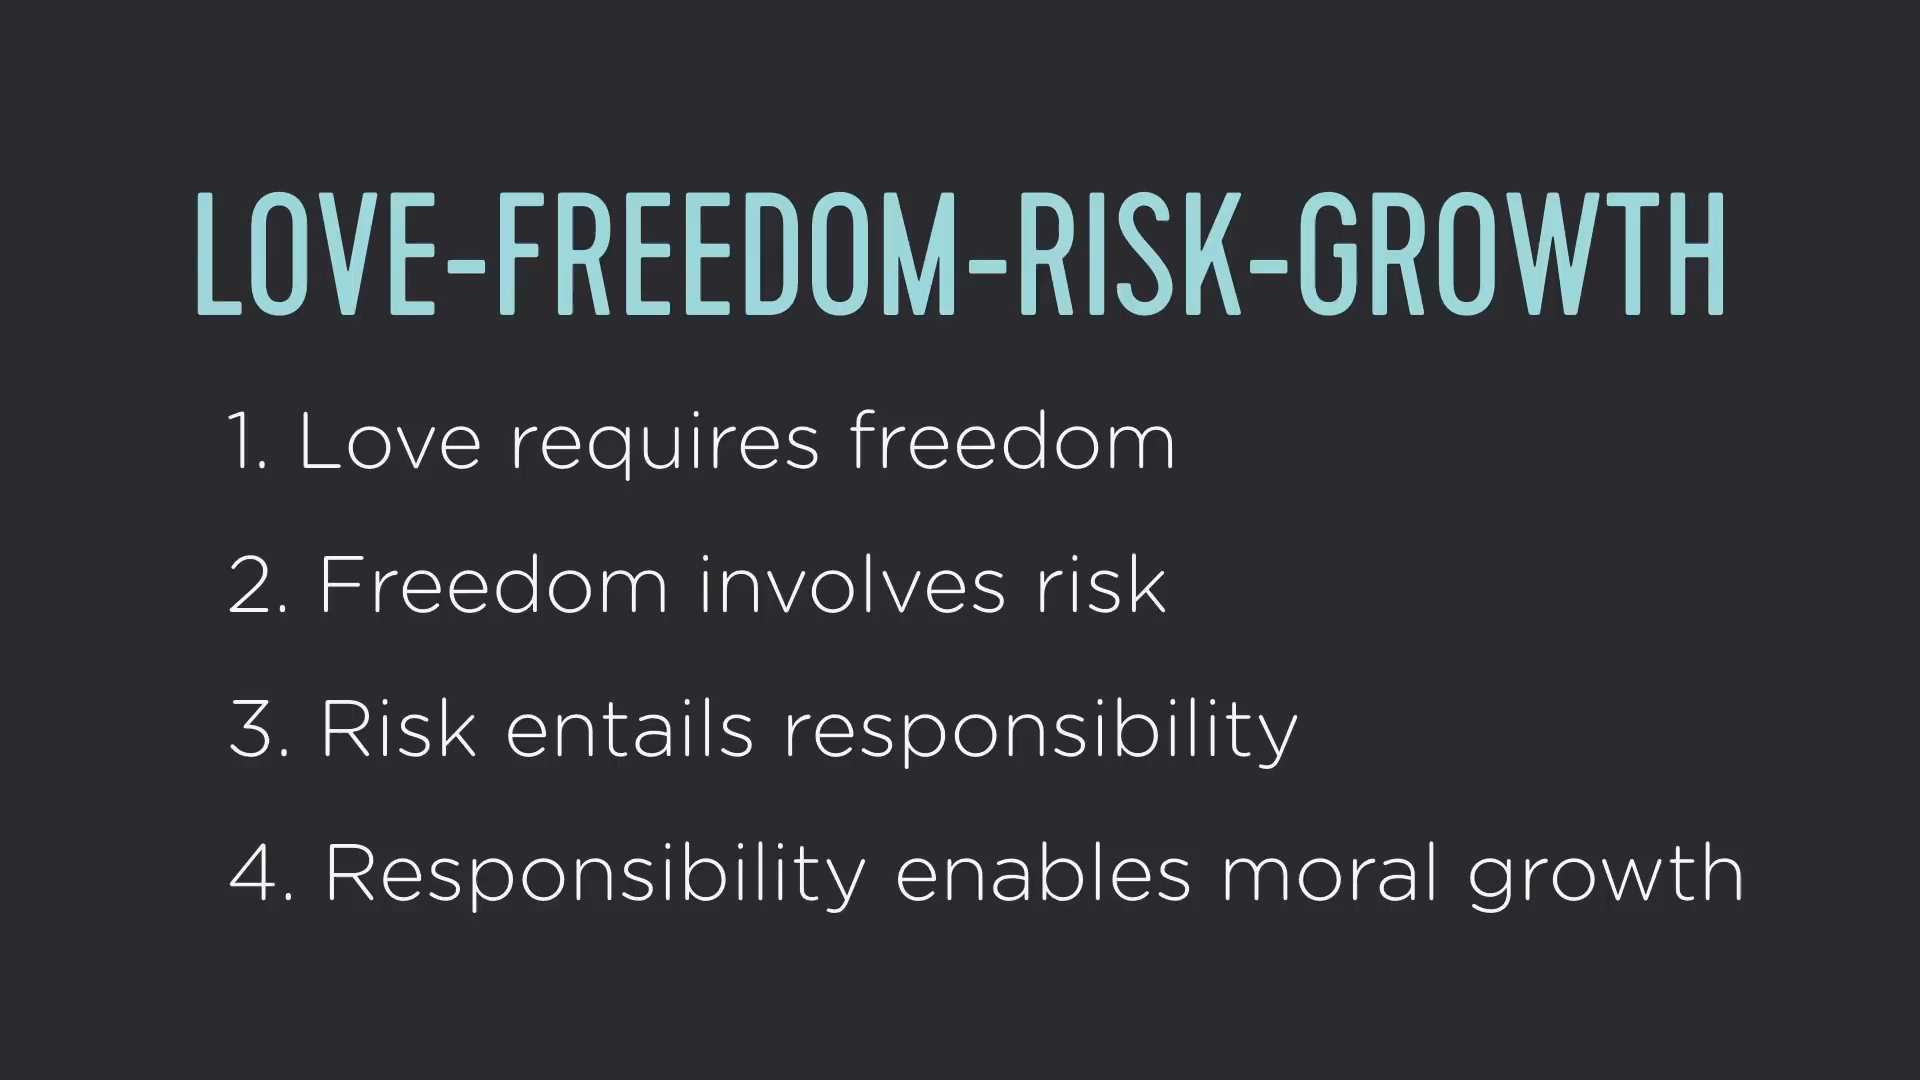 LOVE-FREEDOM-RISK-GROWTH
1. Love requires freedom
2. Freedom involves risk
3. Risk entails responsibility
4. Responsibility enables moral growth